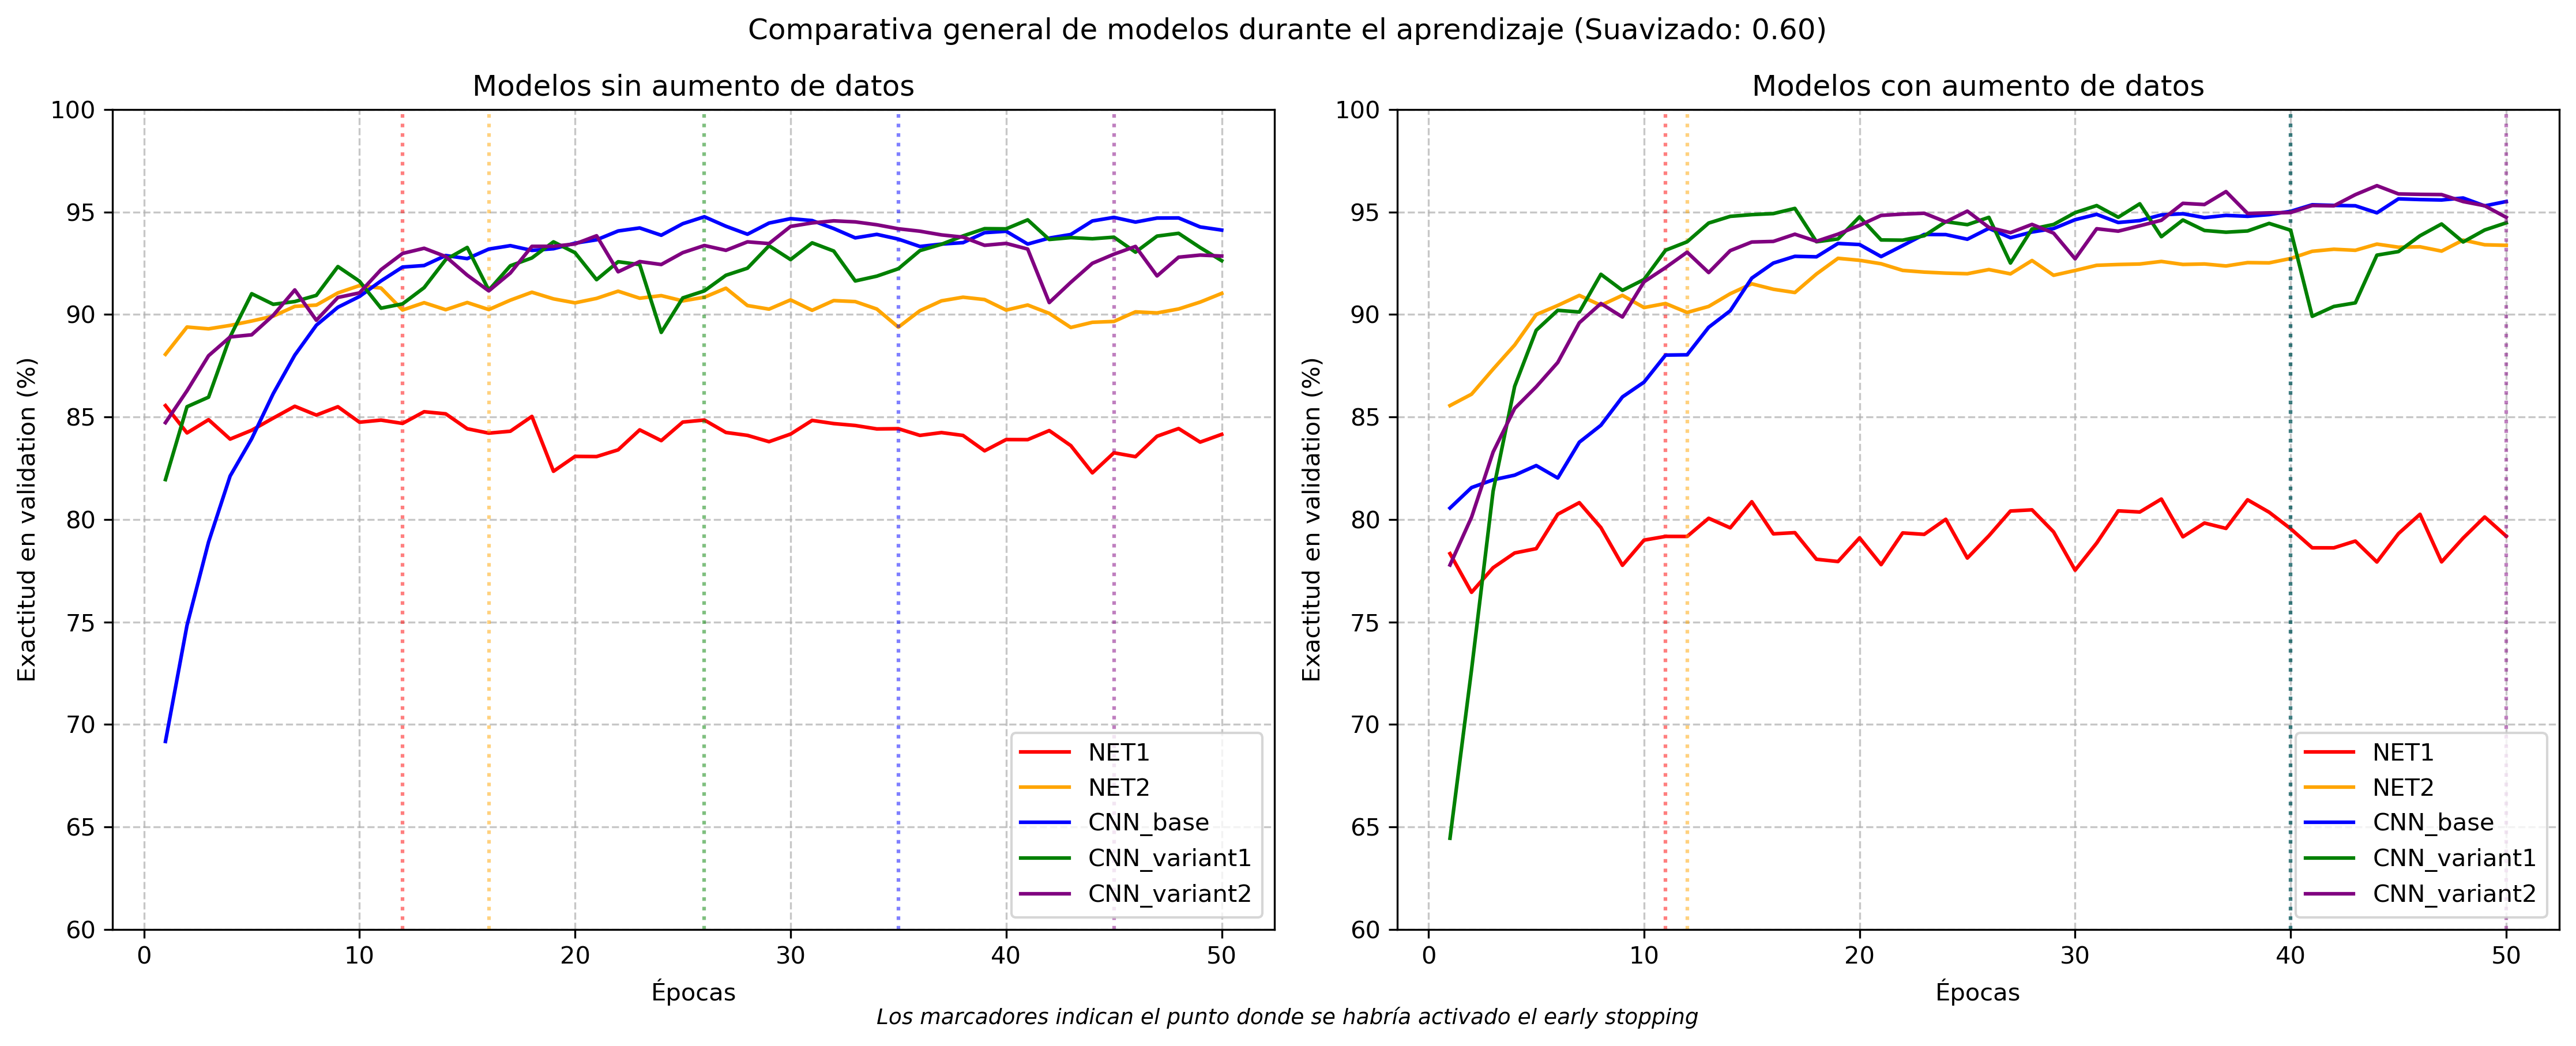 Comparativa general de modelos durante el aprendizaje (Suavizado: 0.60)
Modelos sin aumento de datos
Exactitud en validation (%)
100
95
90
85
80
75
70
65
60
0 10 20 30 40 50
Épocas
NET1
NET2
CNN_base
CNN_variant1
CNN_variant2
Modelos con aumento de datos
Exactitud en validation (%)
100
95
90
85
80
75
70
65
60
0 10 20 30 40 50
Épocas
NET1
NET2
CNN_base
CNN_variant1
CNN_variant2
Los marcadores indican el punto donde se habría activado el early stopping